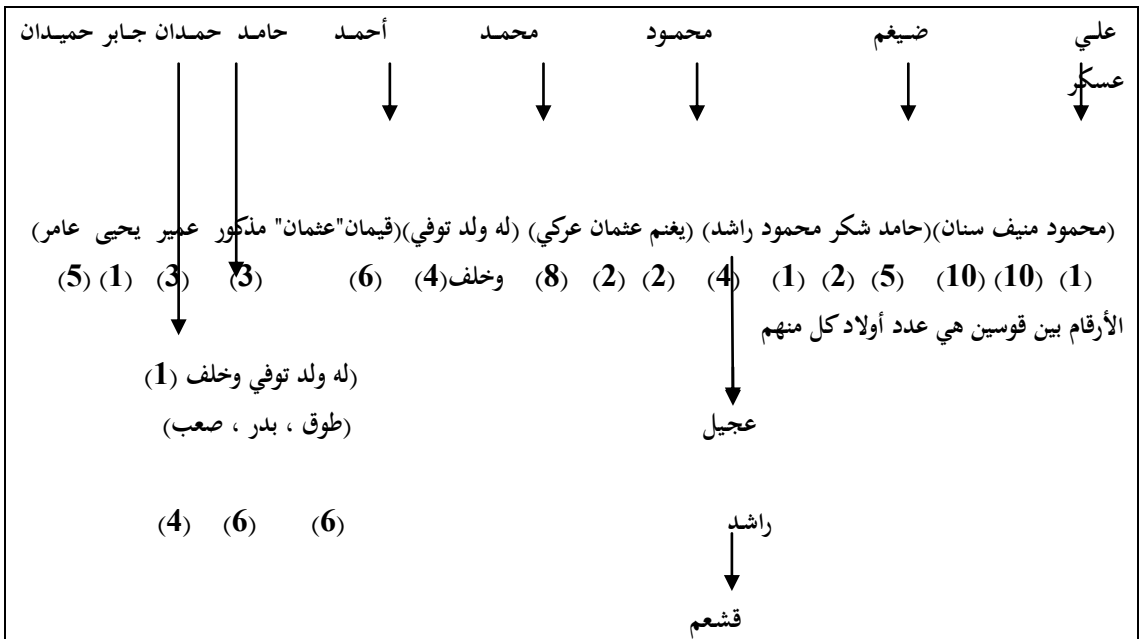 علي ضيغم محمود محمد أحمد حامد حمدان جابر حميدان
عسكر
(محمود منيف سنان)(حامد شكر محمود راشد) (يغنم عثمان عركي) (له ولد توفي)(قيمان"عثمان" مذكور عمير يحيى عامر)
(1) (10) (10) (5) (2) (1) (4) (2) (2) (8) وخلف(4) (6) (3) (3) (1) (5)
الأرقام بين قوسين هي عدد أولاد كل منهم
(له ولد توفي وخلف (1)
(طوق ، بدر ، صعب)
عجيل
(6) (6) (4)
راشد
قشعم